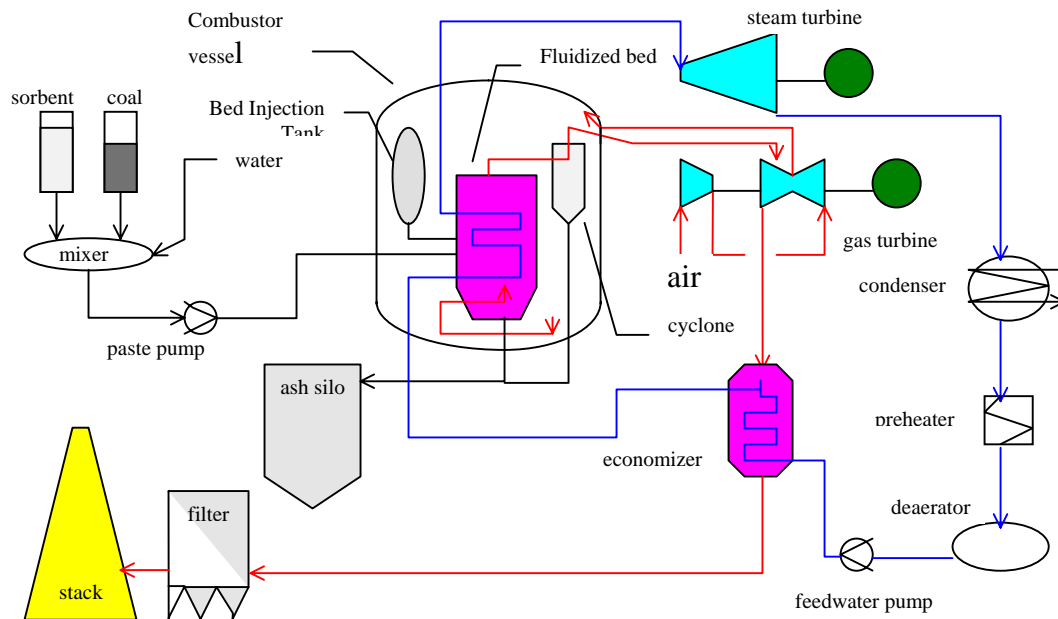 steam turbine
Combustor
vessel
Fluidized bed
sorbent
coal
Bed Injection
Tank
water
mixer
gas turbine
air
condenser
cyclone
paste pump
ash silo
preheater
economizer
filter
deaerator
stack
feedwater pump